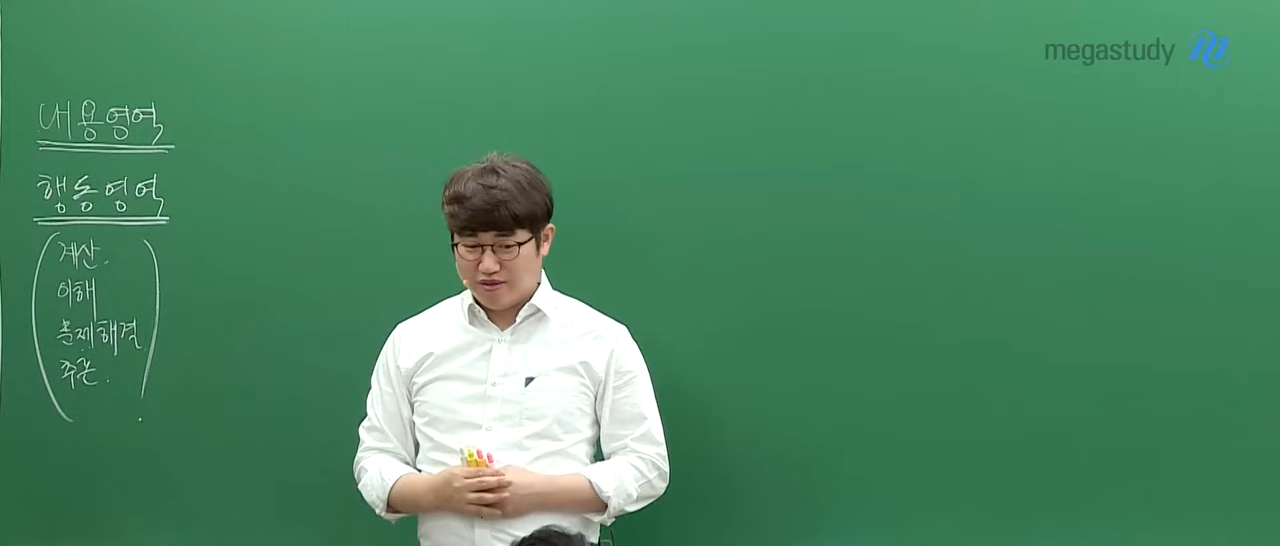 megastudy
내용영역
행동영역
계산.
이해
문제해결
추론.